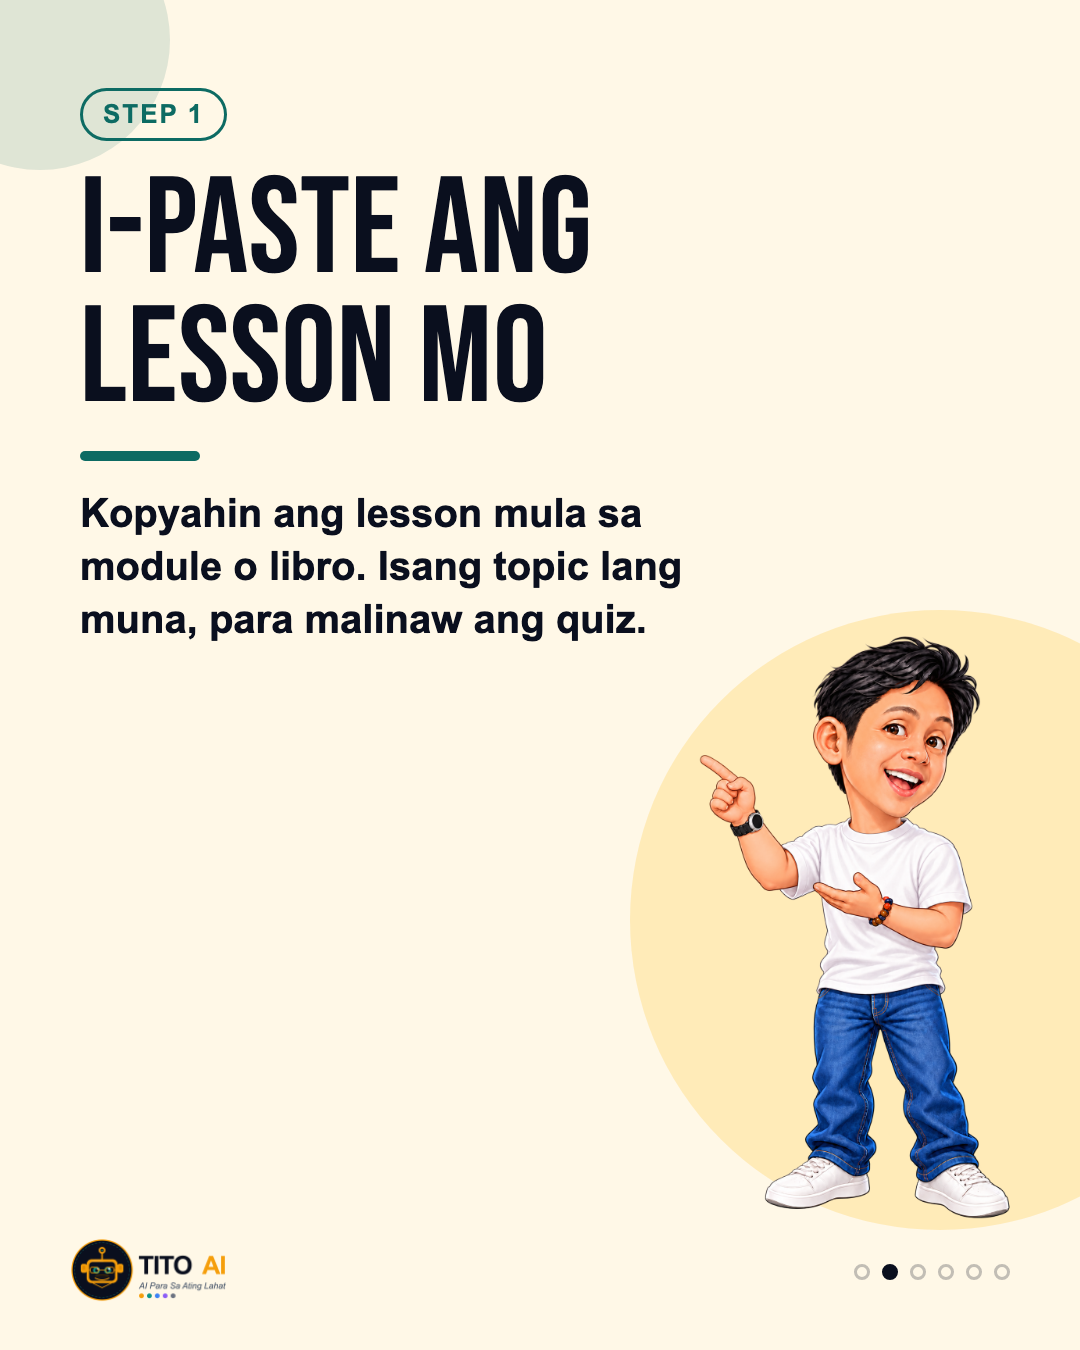 STEP 1
I-PASTE ANG
LESSON MO
Kopyahin ang lesson mula sa
module o libro. Isang topic lang
muna, para malinaw ang quiz.
TITO AI
AI Para Sa Ating Lahat